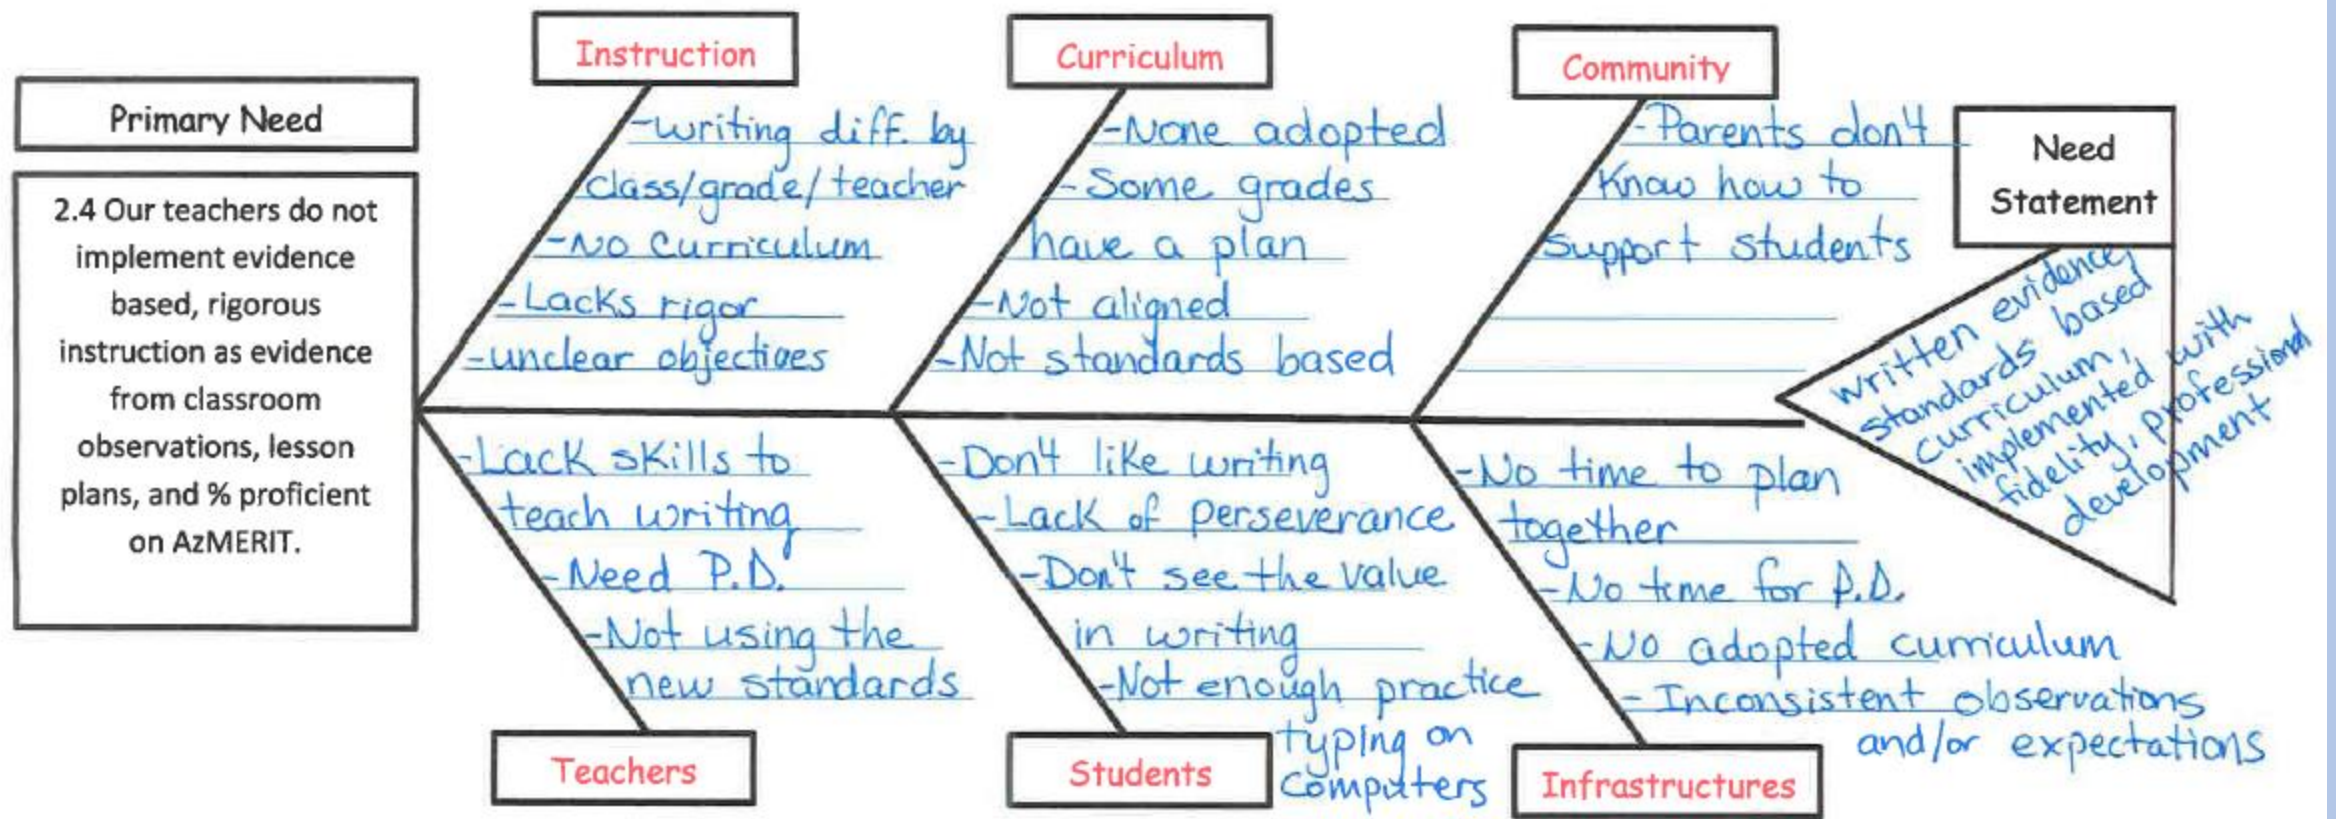 Primary Need
2.4 Our teachers do not
implement evidence
based, rigorous
instruction as evidence
from classroom
observations, lesson
plans, and % proficient
on AzMERIT.
Instruction
-writing diff. by
class/grade/teacher
-No Curriculum
-Lacks rigor
-unclear objectives
Curriculum
-None adopted
-Some grades
have a plan
-Not aligned
-Not standards based
Community
-Parents don't
Know how to
Support students
Need
Statement
written evidence,
standards based
curriculum,
implemented with
fidelity, professional
development
-Lack skills to
teach writing
-Need P.D.
-Not using the
new standards
Teachers
-Don't like writing
-Lack of perseverance
-Don't see the value
in writing
-Not enough practice
typing on
Computers
Students
-No time to plan
together
-No time for P.D.
-No adopted curriculum
-Inconsistent observations
and/or expectations
Infrastructures